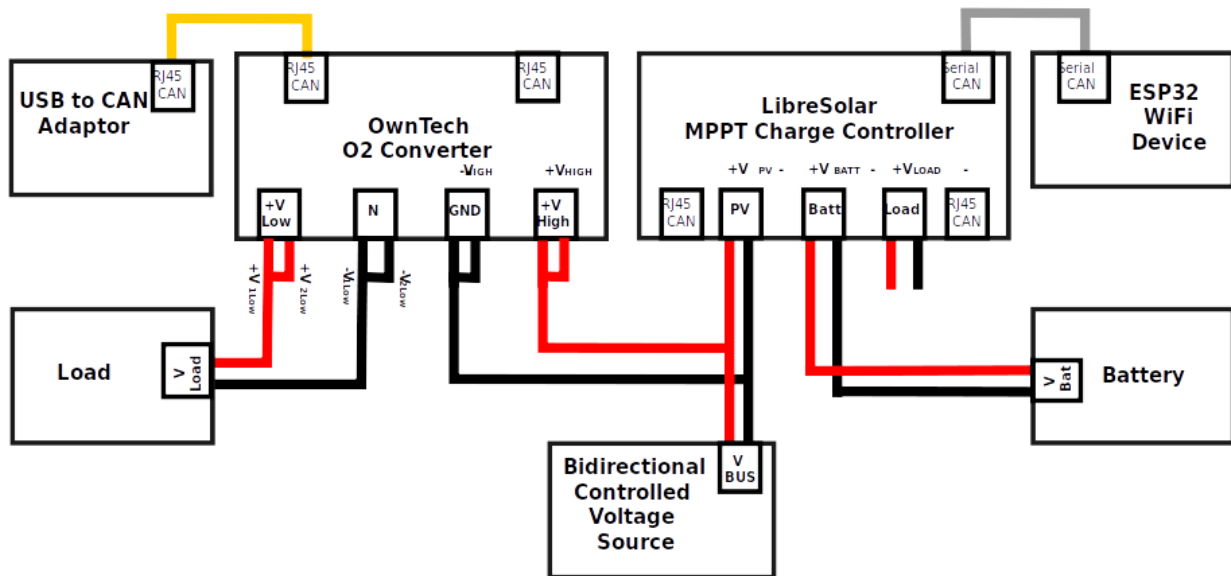 RJ45
CAN
USB to CAN
Adaptor
RJ45
CAN
RJ45
CAN
OwnTech
O2 Converter
-VHIGH
+VHIGH
+V
Low
N
GND
+V
High
+V 1Low
+V 2Low
-V1Low
-V2Low
Serial
CAN
LibreSolar
MPPT Charge Controller
+V PV -
+V BATT -
+VLOAD -
RJ45
CAN
PV
Batt
Load
RJ45
CAN
Serial
CAN
ESP32
WiFi
Device
Load
V
Load
Bidirectional
Controlled
Voltage
Source
V
BUS
V
Bat
Battery